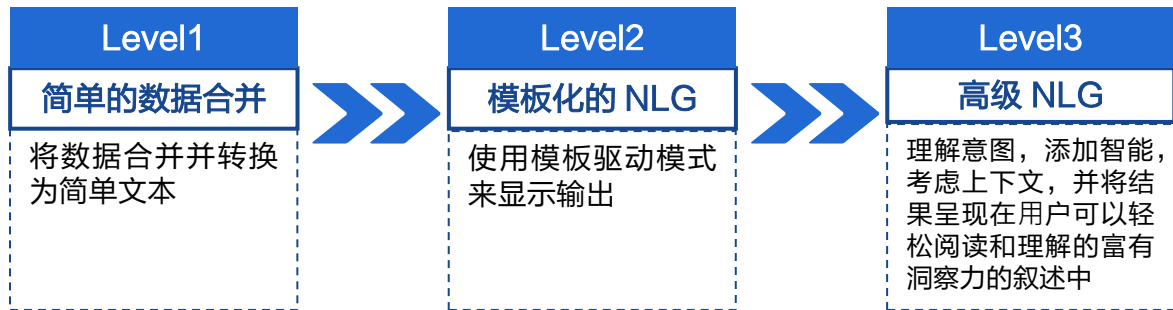 Level1
简单的数据合并
将数据合并并转换
为简单文本
Level2
模板化的 NLG
使用模板驱动模式
来显示输出
Level3
高级 NLG
理解意图，添加智能，
考虑上下文，并将结
果呈现在用户可以轻
松阅读和理解的富有
洞察力的叙述中